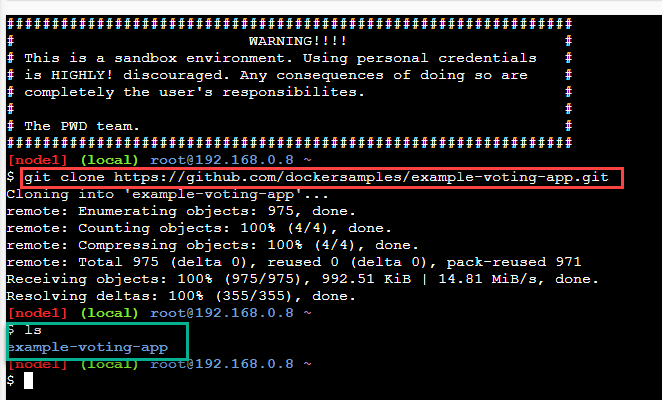 ###############################################################
#                          WARNING!!!!                        #
# This is a sandbox environment. Using personal credentials   #
# is HIGHLY! discouraged. Any consequences of doing so are    #
# completely the user's responsibilites.                      #
#                                                             #
# The PWD team.                                               #
###############################################################
[node1] (local) root@192.168.0.8 ~
$ git clone https://github.com/dockersamples/example-voting-app.git
Cloning into 'example-voting-app'...
remote: Enumerating objects: 975, done.
remote: Counting objects: 100% (4/4), done.
remote: Compressing objects: 100% (4/4), done.
remote: Total 975 (delta 0), reused 0 (delta 0), pack-reused 971
Receiving objects: 100% (975/975), 992.51 KiB | 14.81 MiB/s, done.
Resolving deltas: 100% (355/355), done.
[node1] (local) root@192.168.0.8 ~
$ ls
example-voting-app
[node1] (local) root@192.168.0.8 ~
$